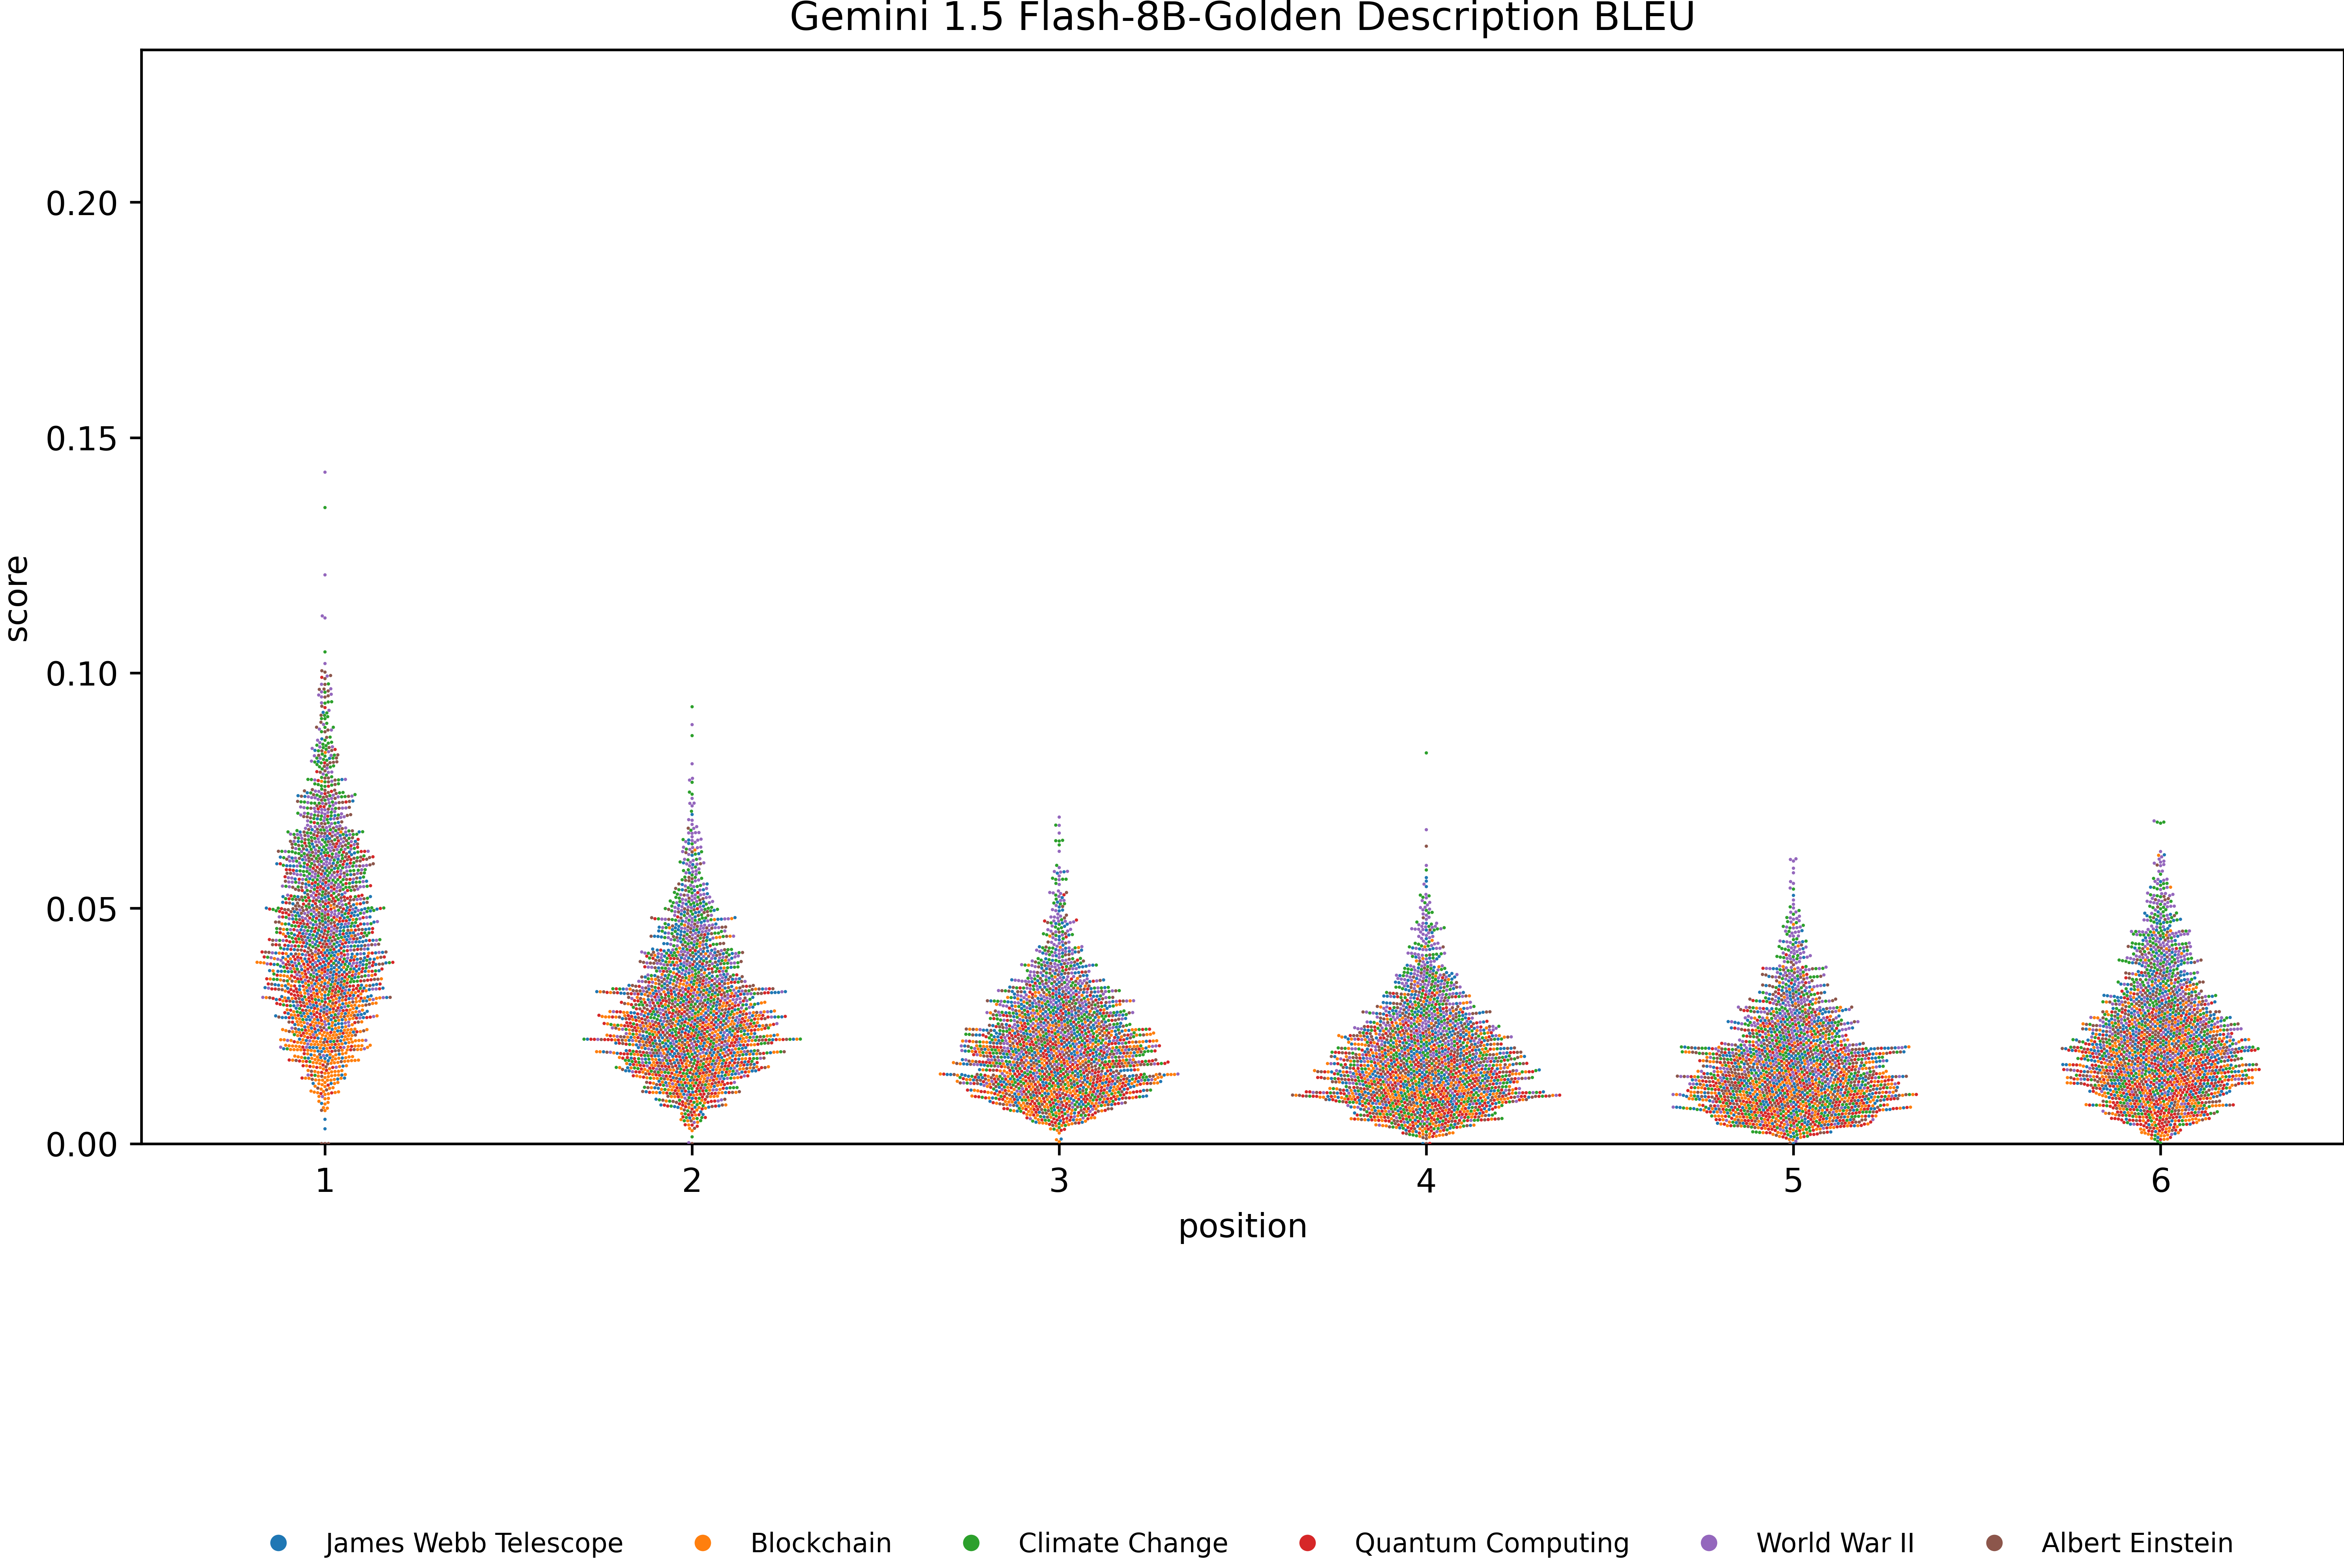 Gemini 1.5 Flash-8B-Golden Description BLEU
0.20
0.15
0.10
0.05
0.00
score
1 2 3 4 5 6
position
James Webb Telescope Blockchain Climate Change Quantum Computing World War II Albert Einstein